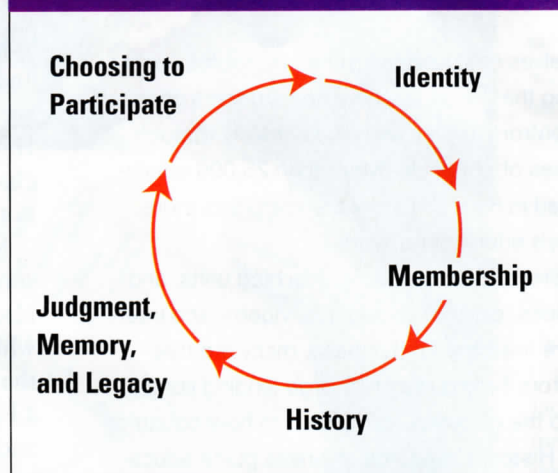 Choosing to
Participate
Identity
Membership
History
Judgment,
Memory,
and Legacy